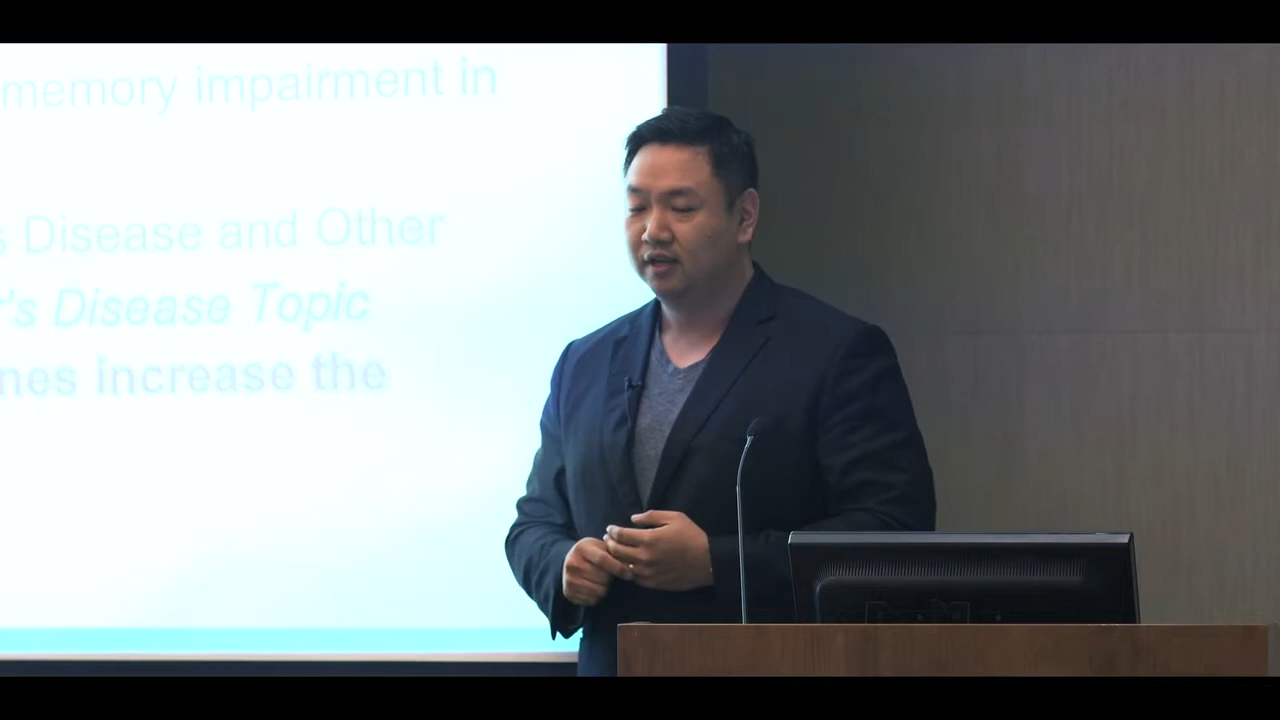 memory impairment in
s Disease and Other
r's Disease Topic
nes increase the